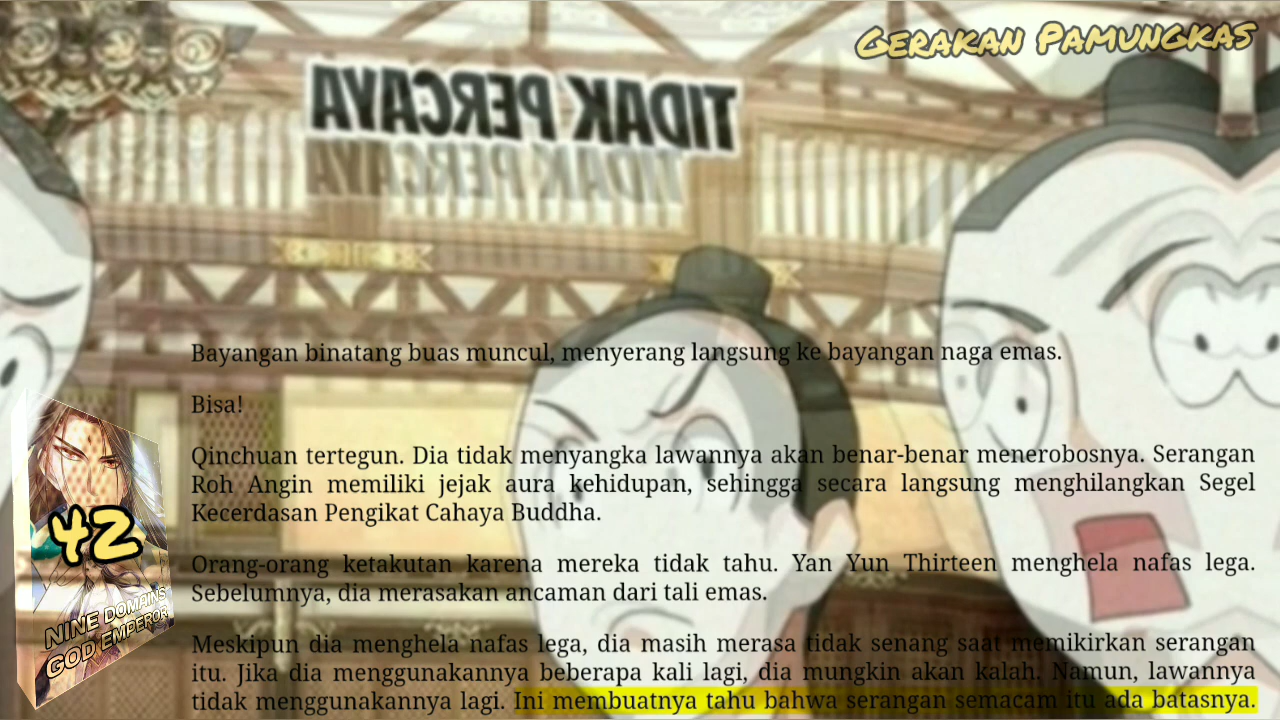 Gerakan Pamungkas
TIDAK PERCAYA
TIDAK PERCAYA
Bayangan binatang buas muncul, menyerang langsung ke bayangan naga emas.
Bisa!
Qinchuan tertegun. Dia tidak menyangka lawannya akan benar-benar menerobosnya. Serangan
Roh Angin memiliki jejak aura kehidupan, sehingga secara langsung menghilangkan Segel
Kecerdasan Pengikat Cahaya Buddha.
Orang-orang ketakutan karena mereka tidak tahu. Yan Yun Thirteen menghela nafas lega.
Sebelumnya, dia merasakan ancaman dari tali emas.
Meskipun dia menghela nafas lega, dia masih merasa tidak senang saat memikirkan serangan
itu. Jika dia menggunakannya beberapa kali lagi, dia mungkin akan kalah. Namun, lawannya
tidak menggunakannya lagi. Ini membuatnya tahu bahwa serangan semacam itu ada batasnya.
42
NINE DOMAINS
GOD EMPEROR